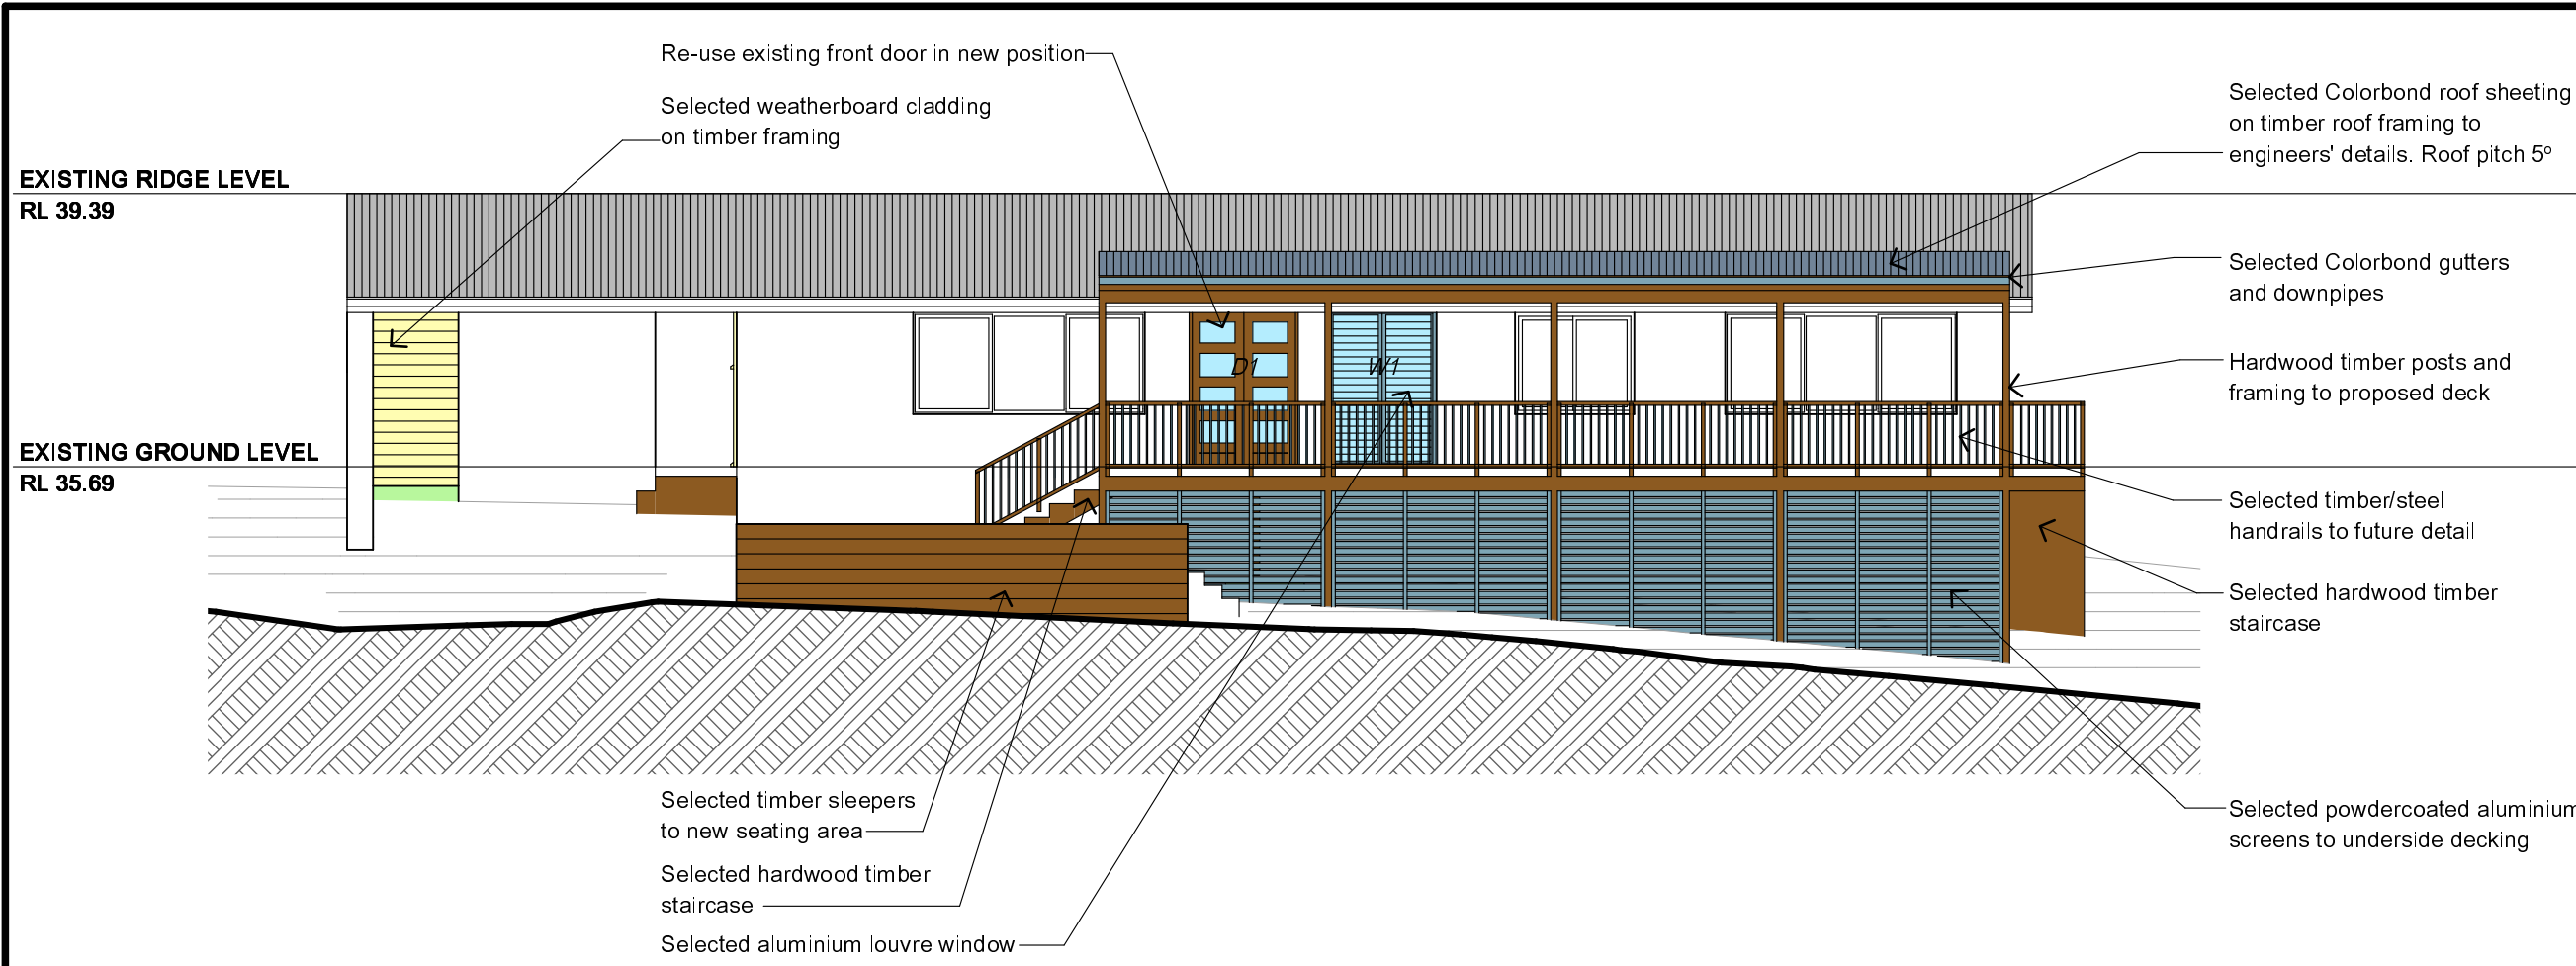 Re-use existing front door in new position
Selected weatherboard cladding
on timber framing
EXISTING RIDGE LEVEL
RL 39.39
EXISTING GROUND LEVEL
RL 35.69
D1
W1
Selected Colorbond roof sheeting
on timber roof framing to
engineers' details. Roof pitch 5º
Selected Colorbond gutters
and downpipes
Hardwood timber posts and
framing to proposed deck
Selected timber/steel
handrails to future detail
Selected hardwood timber
staircase
Selected powdercoated aluminium
screens to underside decking
Selected timber sleepers
to new seating area
Selected hardwood timber
staircase
Selected aluminium louvre window